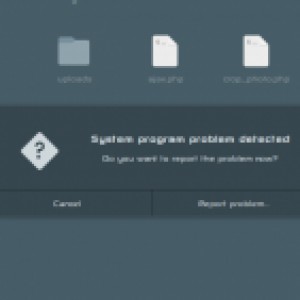 uploads ajax.php crop_photo.php
System program problem detected
Do you want to report the problem now?
Cancel Report problem...